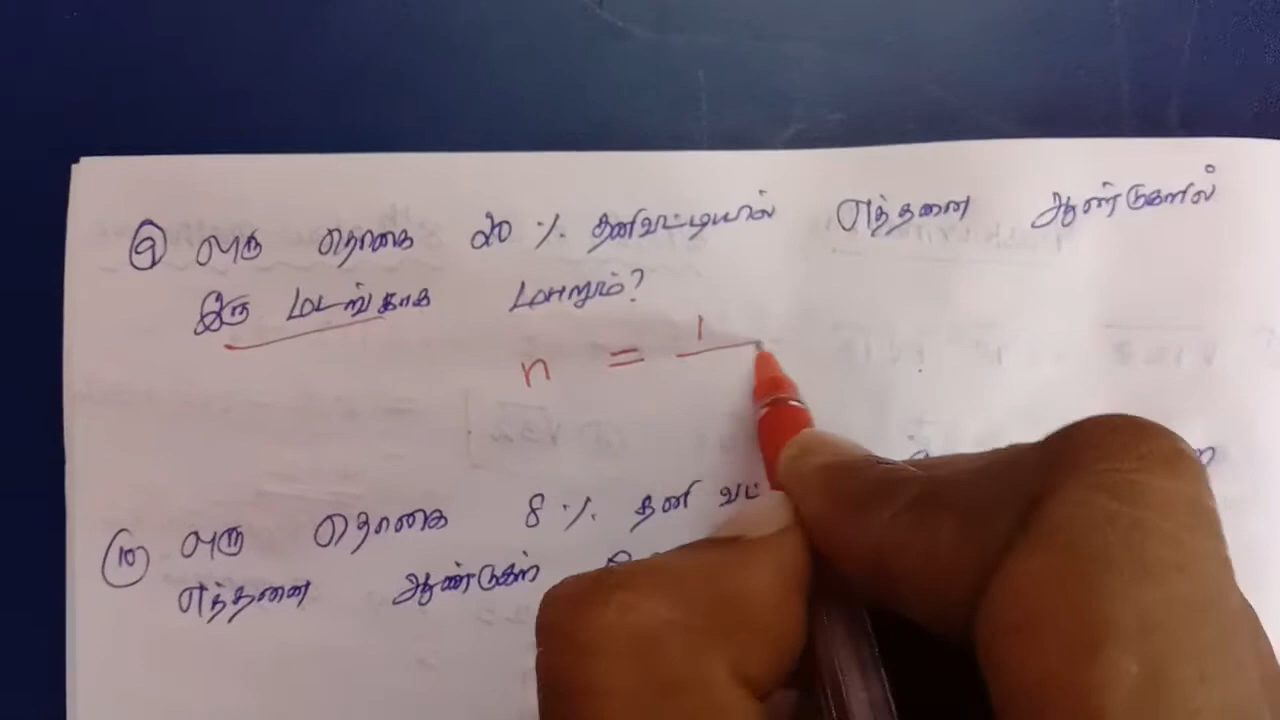 9 ஒரு தொகை 20 % தனிவட்டியில் எத்தனை ஆண்டுகளில்
இரு மடங்காக மாறும்?
n = 1
10 ஒரு தொகை 8 % தனி வட்
எத்தனை ஆண்டுகள்